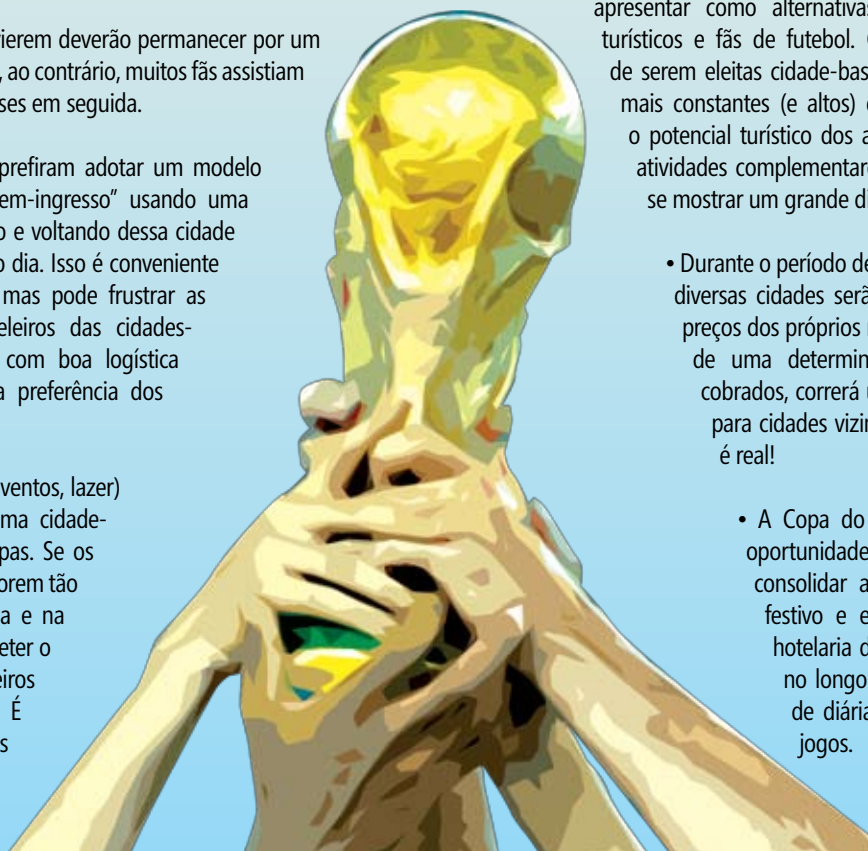 vierem deverão permanecer por um
, ao contrário, muitos fãs assistiam
ses em seguida.
prefiram adotar um modelo
em-ingresso” usando uma
o e voltando dessa cidade
o dia. Isso é conveniente
mas pode frustrar as
eleiros das cidades-
com boa logística
a preferência dos
ventos, lazer)
ma cidade-
pas. Se os
orem tão
a e na
eter o
eiros
É
s
apresentar como alternativas
turísticos e fãs de futebol.
de serem eleitas cidade-bas
mais constantes (e altos)
o potencial turístico dos a
atividades complementar
se mostrar um grande d
• Durante o período de
diversas cidades ser
preços dos próprios
de uma determin
cobrados, correrá
para cidades vizi
é real!
• A Copa do
oportunidade
consolidar a
festivo e e
hotelaria d
no longo
de diária
jogos.